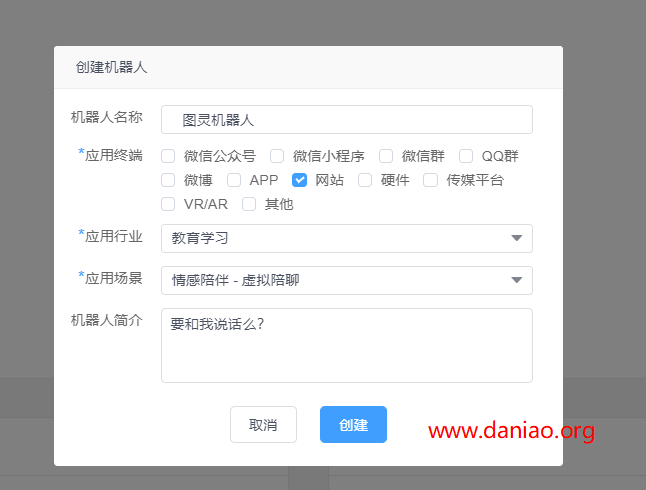 创建机器人
机器人名称 图灵机器人
*应用终端 微信公众号 微信小程序 微信群 QQ群
微博 APP 网站 硬件 传媒平台
VR/AR 其他
*应用行业 教育学习
*应用场景 情感陪伴 - 虚拟陪聊
机器人简介 要和我说话么?
取消 创建
www.daniao.org